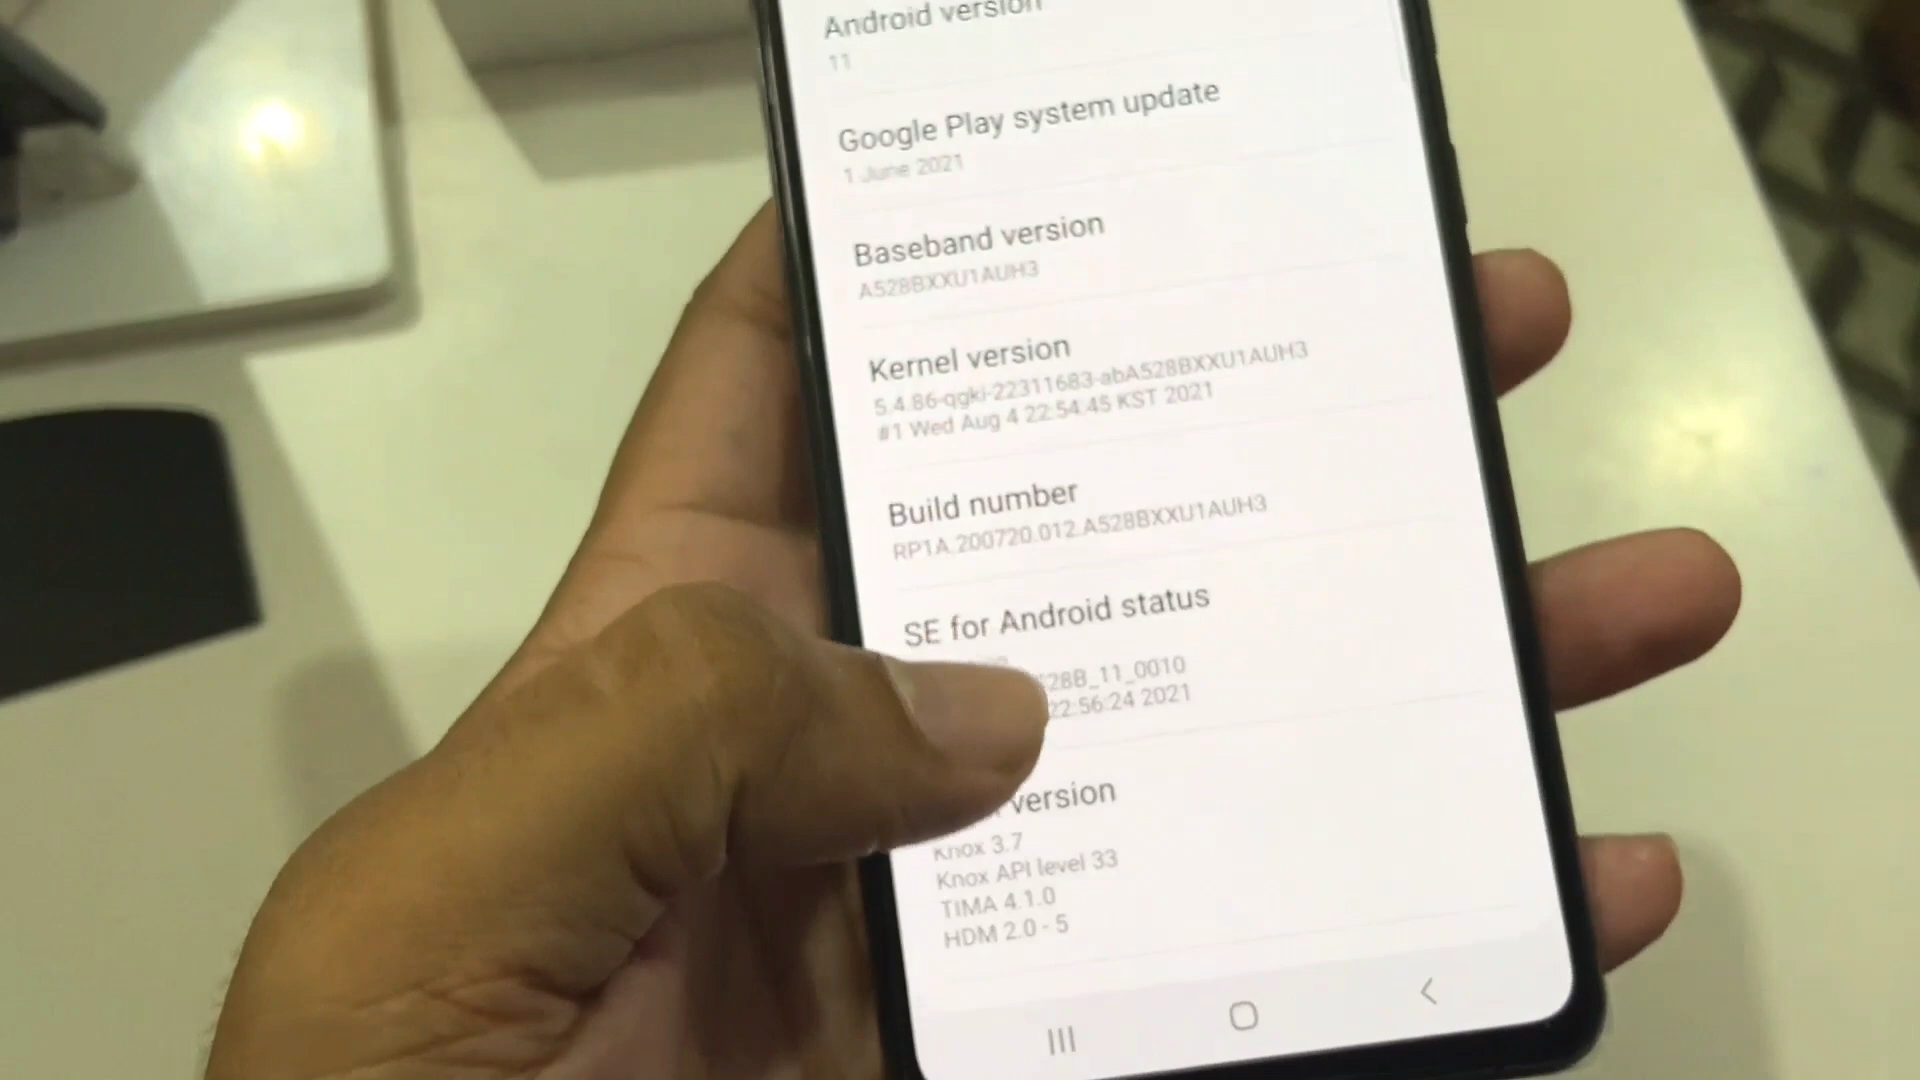 Android version
11
Google Play system update
1 June 2021
Baseband version
A528BXXU1AUH3
Kernel version
5.4.86-qgki-22311683-abA528BXXU1AUH3
#1 Wed Aug 4 22:54:45 KST 2021
Build number
RP1A.200720.012.A528BXXU1AUH3
SE for Android status
28B_11_0010
22:56:24 2021
version
Knox 3.7
Knox API level 33
TIMA 4.1.0
HDM 2.0 - 5